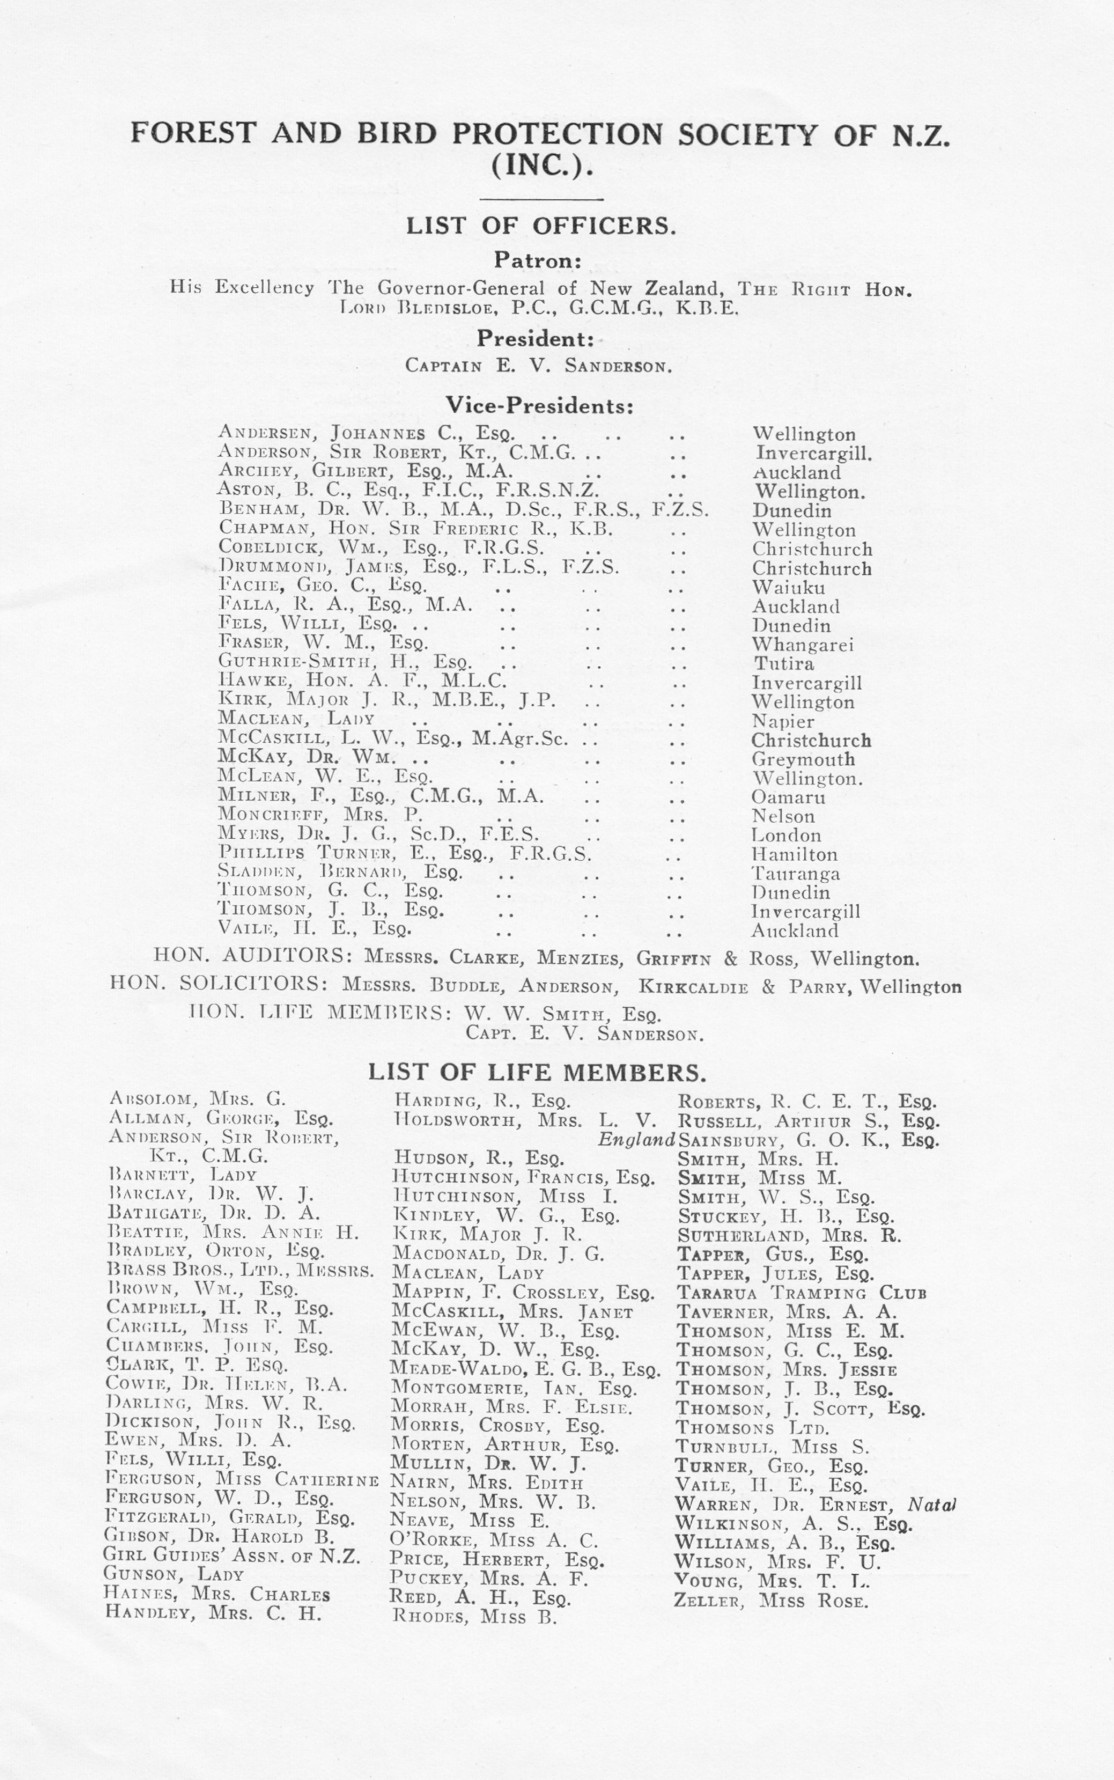 FOREST AND BIRD PROTECTION SOCIETY OF N.Z.
(INC.).
LIST OF OFFICERS.
Patron:
His Excellency The Governor-General of New Zealand, THE RIGHT HON.
LORD BLEDISLOE, P.C., G.C.M.G., K.B.E.
President:
CAPTAIN E. V. SANDERSON.
Vice-Presidents:
ANDERSEN, JOHANNES C., ESQ. .. .. .. Wellington
ANDERSON, SIR ROBERT, KT., C.M.G. .. .. Invercargill.
ARCHEY, GILBERT, ESQ., M.A. .. .. Auckland
ASTON, B. C., Esq., F.I.C., F.R.S.N.Z. .. Wellington.
BENHAM, DR. W. B., M.A., D.Sc., F.R.S., F.Z.S. Dunedin
CHAPMAN, HON. SIR FREDERIC R., K.B. .. Wellington
COBELDICK, WM., ESQ., F.R.G.S. .. .. Christchurch
DRUMMOND, JAMES, ESQ., F.L.S., F.Z.S. .. Christchurch
FACHE, GEO. C., ESQ. .. .. .. Waiuku
FALLA, R. A., ESQ., M.A. .. .. .. Auckland
FELS, WILLI, ESQ. .. .. .. .. Dunedin
FRASER, W. M., ESQ. .. .. .. Whangarei
GUTHRIE-SMITH, H., ESQ. .. .. .. Tutira
HAWKE, HON. A. F., M.L.C. .. .. Invercargill
KIRK, MAJOR J. R., M.B.E., J.P. .. .. Wellington
MACLEAN, LADY .. .. .. .. Napier
MCCASKILL, L. W., ESQ., M.Agr.Sc. .. .. Christchurch
MCKAY, DR. WM. .. .. .. .. Greymouth
MCLEAN, W. E., ESQ. .. .. .. Wellington.
MILNER, F., ESQ., C.M.G., M.A. .. .. Oamaru
MONCRIEFF, MRS. P. .. .. .. Nelson
MYERS, DR. J. G., Sc.D., F.E.S. .. .. London
PHILLIPS TURNER, E., ESQ., F.R.G.S. .. Hamilton
SLADDEN, BERNARD, ESQ. .. .. .. Tauranga
THOMSON, G. C., ESQ. .. .. .. Dunedin
THOMSON, J. B., ESQ. .. .. .. Invercargill
VAILE, H. E., ESQ. .. .. .. Auckland
HON. AUDITORS: MESSRS. CLARKE, MENZIES, GRIFFIN & ROSS, Wellington.
HON. SOLICITORS: MESSRS. BUDDLE, ANDERSON, KIRKCALDIE & PARRY, Wellington
HON. LIFE MEMBERS: W. W. SMITH, ESQ.
CAPT. E. V. SANDERSON.
LIST OF LIFE MEMBERS.
ABSOLOM, MRS. G.
ALLMAN, GEORGE, ESQ.
ANDERSON, SIR ROBERT,
KT., C.M.G.
BARNETT, LADY
BARCLAY, DR. W. J.
BATHGATE, DR. D. A.
BEATTIE, MRS. ANNIE H.
BRADLEY, ORTON, ESQ.
BRASS BROS., LTD., MESSRS.
BROWN, WM., ESQ.
CAMPBELL, H. R., ESQ.
CARGILL, MISS F. M.
CHAMBERS, JOHN, ESQ.
CLARK, T. P. ESQ.
COWIE, DR. HELEN, B.A.
DARLING, MRS. W. R.
DICKISON, JOHN R., ESQ.
EWEN, MRS. D. A.
FELS, WILLI, ESQ.
FERGUSON, MISS CATHERINE
FERGUSON, W. D., ESQ.
FITZGERALD, GERALD, ESQ.
GIBSON, DR. HAROLD B.
GIRL GUIDES' ASSN. OF N.Z.
GUNSON, LADY
HAINES, MRS. CHARLES
HANDLEY, MRS. C. H.
HARDING, R., ESQ.
HOLDSWORTH, MRS. L. V.
England
HUDSON, R., ESQ.
HUTCHINSON, FRANCIS, ESQ.
HUTCHINSON, MISS I.
KINDLEY, W. G., ESQ.
KIRK, MAJOR J. R.
MACDONALD, DR. J. G.
MACLEAN, LADY
MAPPIN, F. CROSSLEY, ESQ.
MCCASKILL, MRS. JANET
MCEWAN, W. B., ESQ.
MCKAY, D. W., ESQ.
MEADE-WALDO, E. G. B., ESQ.
MONTGOMERIE, IAN, ESQ.
MORRAH, MRS. F. ELSIE.
MORRIS, CROSBY, ESQ.
MORTEN, ARTHUR, ESQ.
MULLIN, DR. W. J.
NAIRN, MRS. EDITH
NELSON, MRS. W. B.
NEAVE, MISS E.
O'RORKE, MISS A. C.
PRICE, HERBERT, ESQ.
PUCKEY, MRS. A. F.
REED, A. H., ESQ.
RHODES, MISS B.
ROBERTS, R. C. E. T., ESQ.
RUSSELL, ARTHUR S., ESQ.
SAINSBURY, G. O. K., ESQ.
SMITH, MRS. H.
SMITH, MISS M.
SMITH, W. S., ESQ.
STUCKEY, H. B., ESQ.
SUTHERLAND, MRS. R.
TAPPER, GUS., ESQ.
TAPPER, JULES, ESQ.
TARARUA TRAMPING CLUB
TAVERNER, MRS. A. A.
THOMSON, MISS E. M.
THOMSON, G. C., ESQ.
THOMSON, MRS. JESSIE
THOMSON, J. B., ESQ.
THOMSON, J. SCOTT, ESQ.
THOMSONS LTD.
TURNBULL, MISS S.
TURNER, GEO., ESQ.
VAILE, H. E., ESQ.
WARREN, DR. ERNEST, Natal
WILKINSON, A. S., ESQ.
WILLIAMS, A. B., ESQ.
WILSON, MRS. F. U.
YOUNG, MRS. T. L.
ZELLER, MISS ROSE.